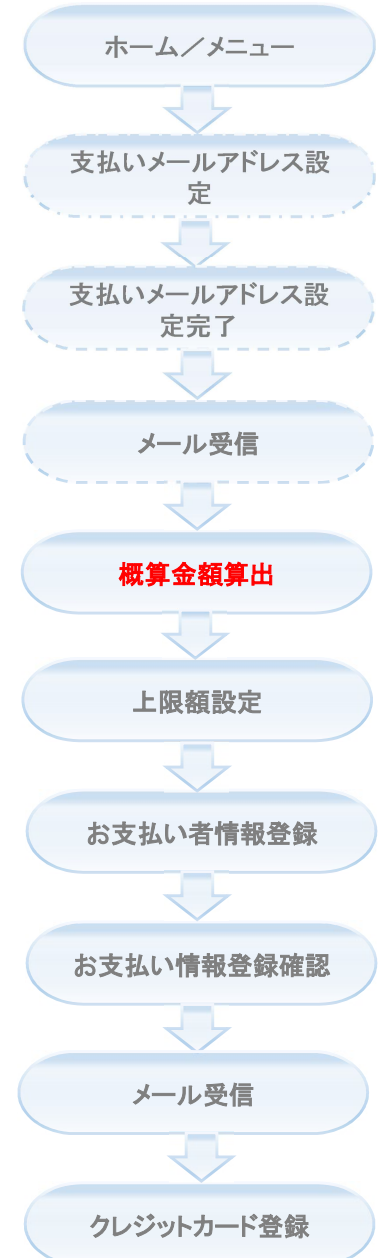 ホーム／メニュー
支払いメールアドレス設
定
支払いメールアドレス設
定完了
メール受信
概算金額算出
上限額設定
お支払い者情報登録
お支払い情報登録確認
メール受信
クレジットカード登録